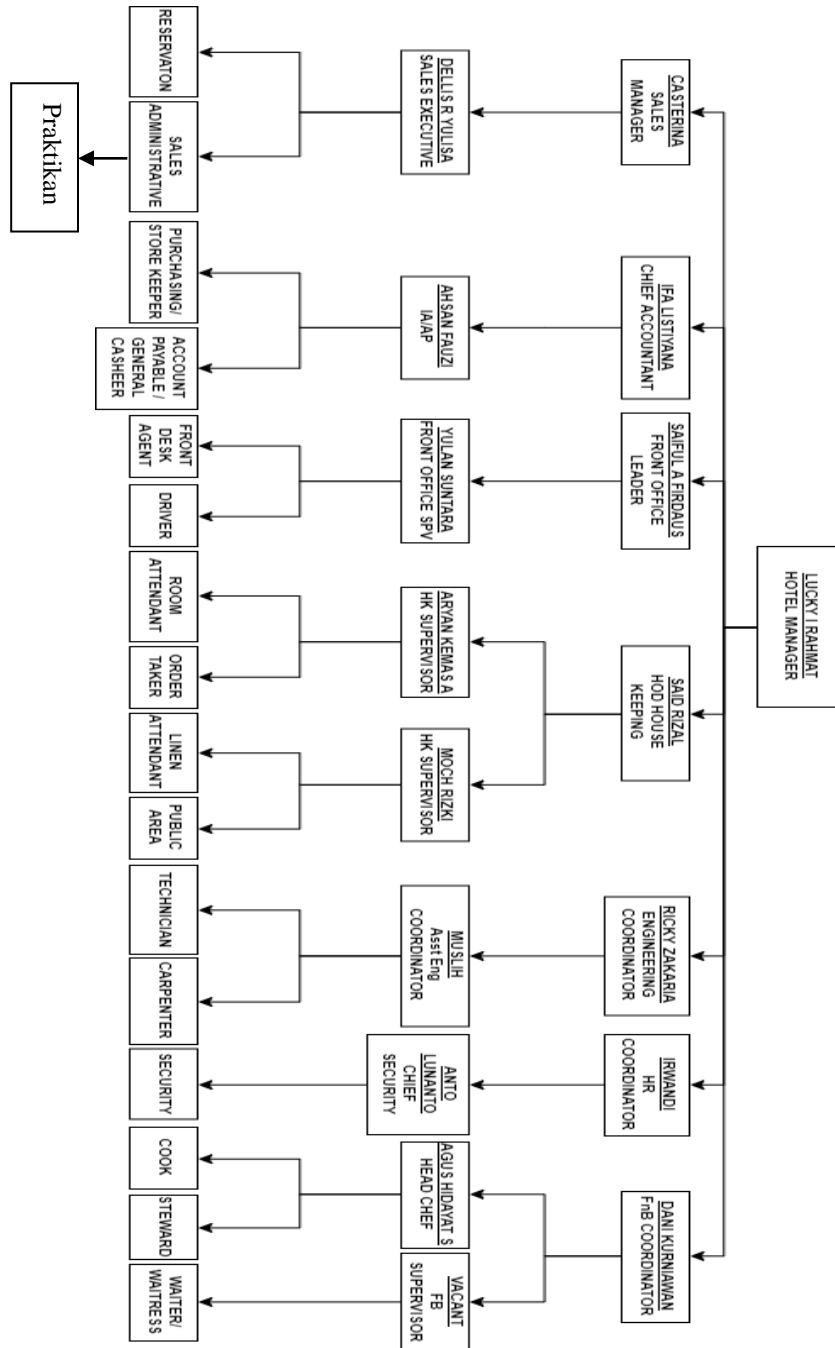 LUCKY I RAHMAT
HOTEL MANAGER
CASTERINA
SALES
MANAGER
IFA LISTIYANA
CHIEF ACCOUNTANT
SAIFUL A FIRDAUS
FRONT OFFICE
LEADER
SAID RIZAL
HOD HOUSE
KEEPING
RICKY ZAKARIA
ENGINEERING
COORDINATOR
IRWANDI
HR
COORDINATOR
DANI KURNIAWAN
FnB COORDINATOR
DELLIS R YULISA
SALES EXECUTIVE
AHSAN FAUZI
IA/AP
YULAN SUNTARA
FRONT OFFICE SPV
ARYAN KEMAS A
HK SUPERVISOR
MOCH RIZKI
HK SUPERVISOR
MUSLIH
Asst Eng
COORDINATOR
ANTO
LUNANTO
CHIEF
SECURITY
AGUS HIDAYAT S
HEAD CHEF
VACANT
FB
SUPERVISOR
RESERVATON
SALES
ADMINISTRATIVE
PURCHASING/
STORE KEEPER
ACCOUNT
PAYABLE /
GENERAL
CASHEER
FRONT
DESK
AGENT
DRIVER
ROOM
ATTENDANT
ORDER
TAKER
LINEN
ATTENDANT
PUBLIC
AREA
TECHNICIAN
CARPENTER
SECURITY
COOK
STEWARD
WAITER/
WAITRESS
Praktikan